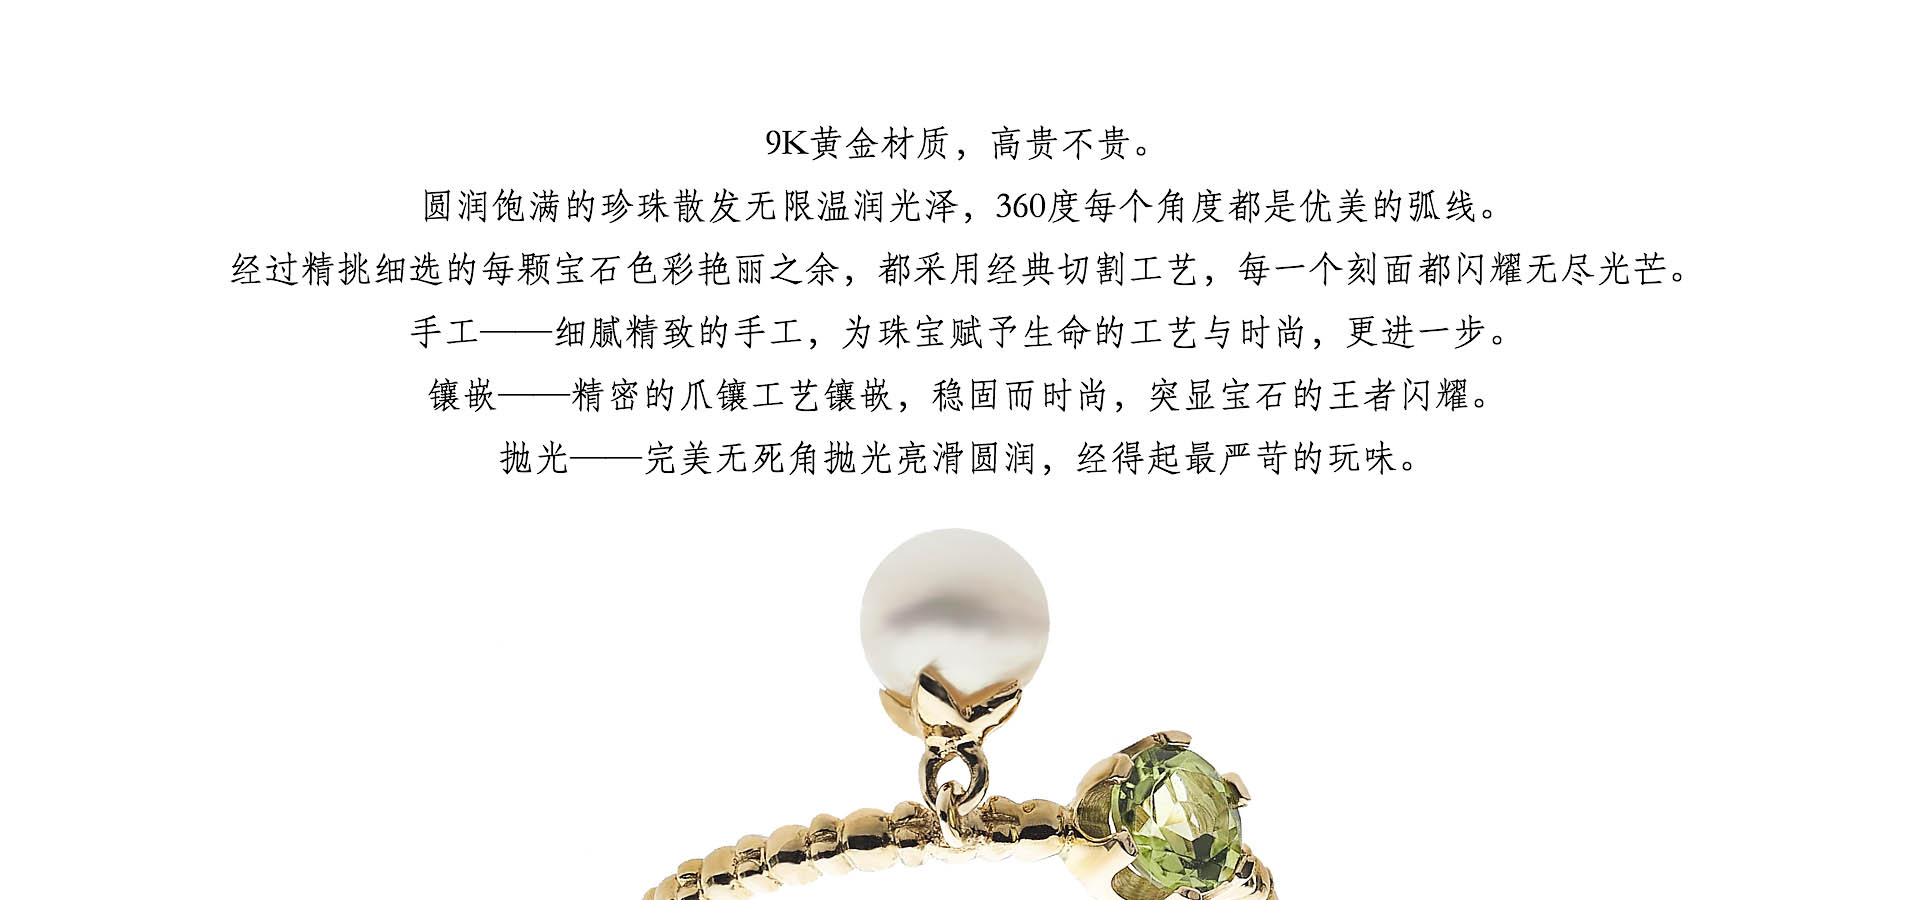 9K黄金材质，高贵不贵。
圆润饱满的珍珠散发无限温润光泽，360度每个角度都是优美的弧线。
经过精挑细选的每颗宝石色彩艳丽之余，都采用经典切割工艺，每一个刻面都闪耀无尽光芒。
手工——细腻精致的手工，为珠宝赋予生命的工艺与时尚，更进一步。
镶嵌——精密的爪镶工艺镶嵌，稳固而时尚，突显宝石的王者闪耀。
抛光——完美无死角抛光亮滑圆润，经得起最严苛的玩味。